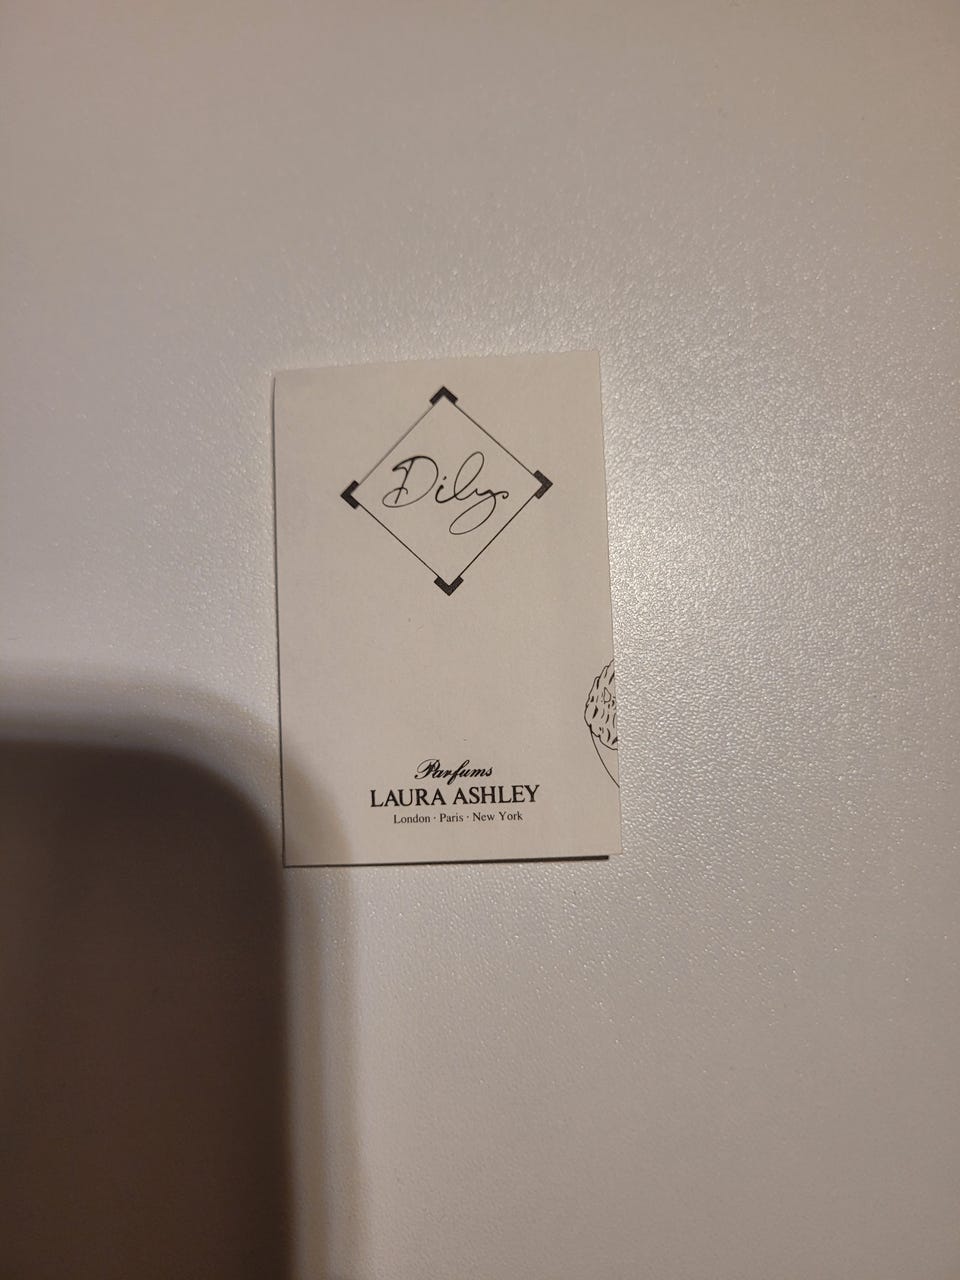 Dilys
Parfums
LAURA ASHLEY
London · Paris · New York